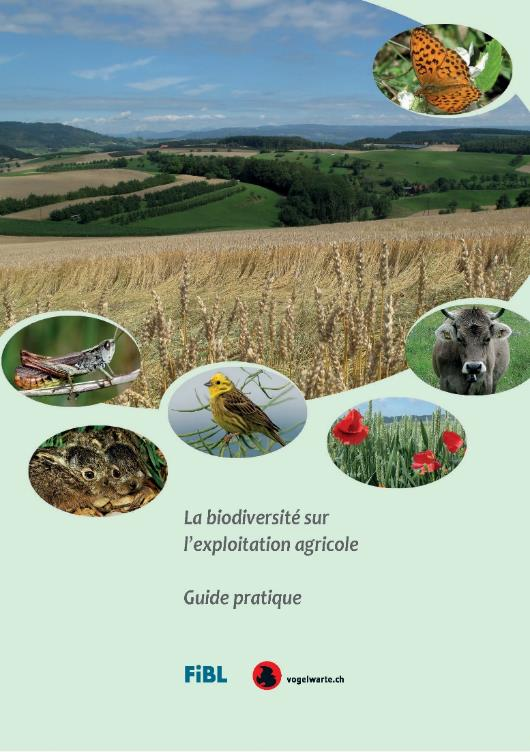 La biodiversité sur
l'exploitation agricole
Guide pratique
FiBL
vogelwarte.ch